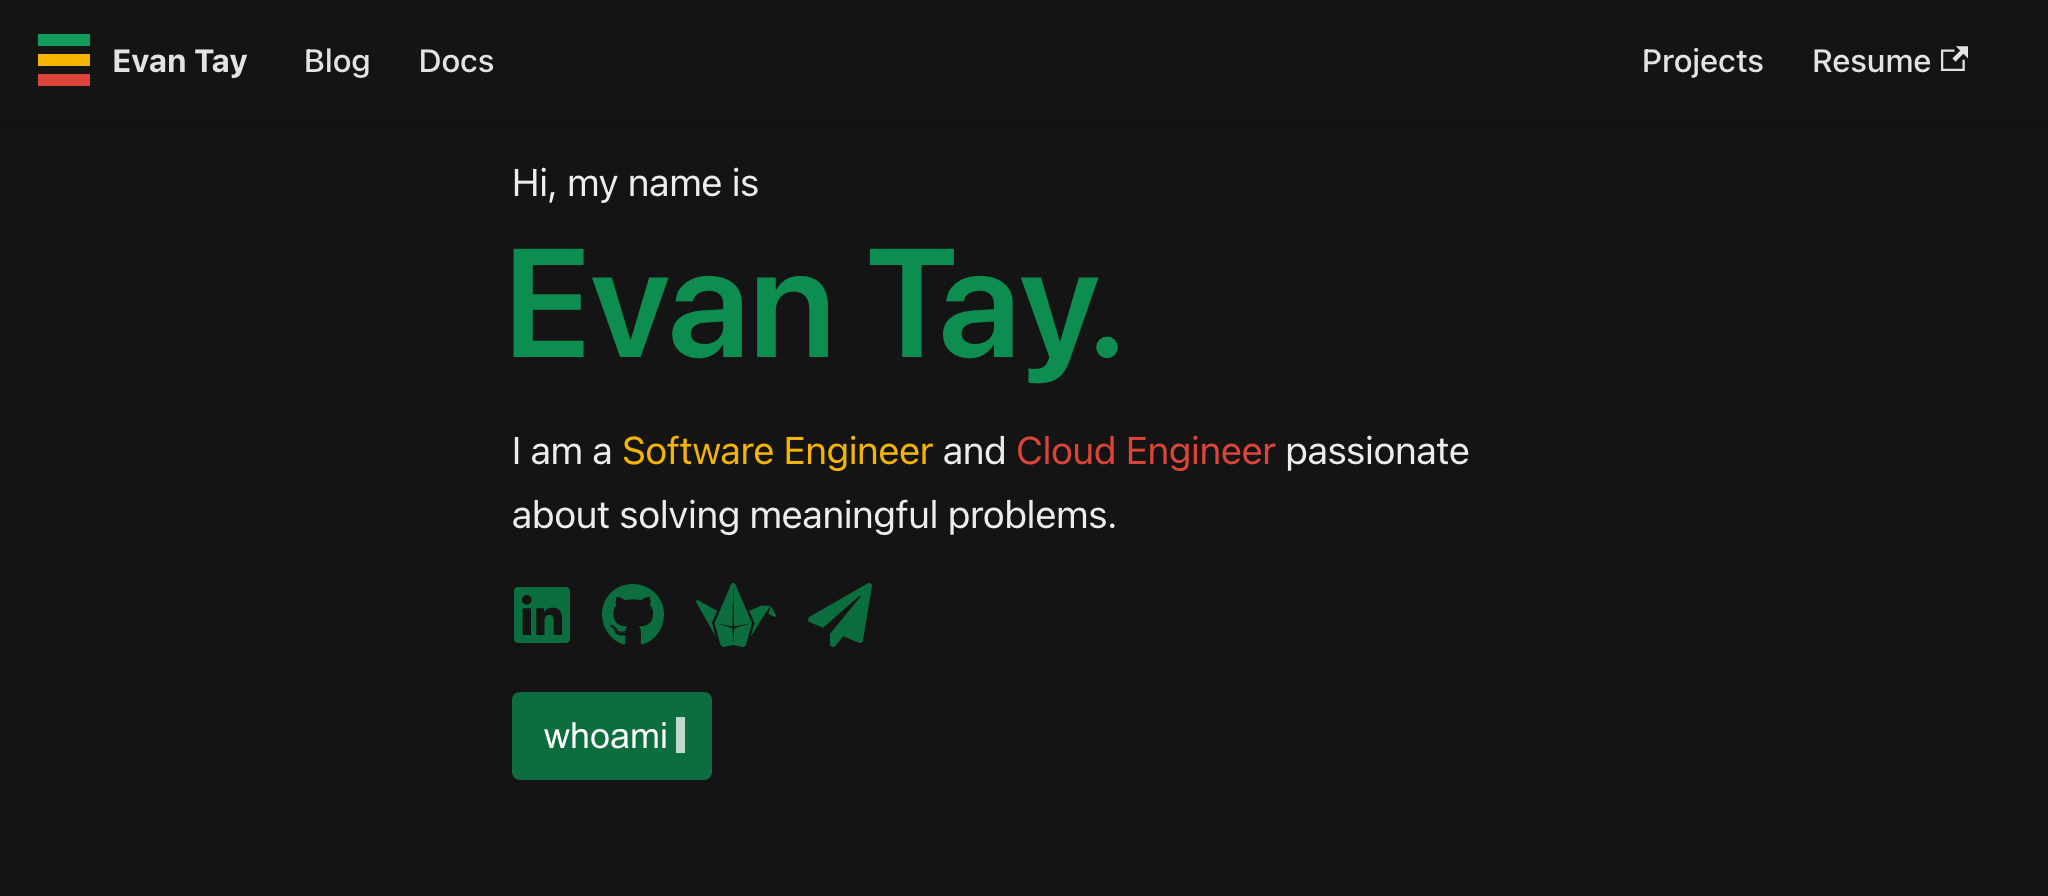 Evan Tay
Blog
Docs
Projects
Resume
Hi, my name is
Evan Tay.
I am a Software Engineer and Cloud Engineer passionate
about solving meaningful problems.
in
whoami